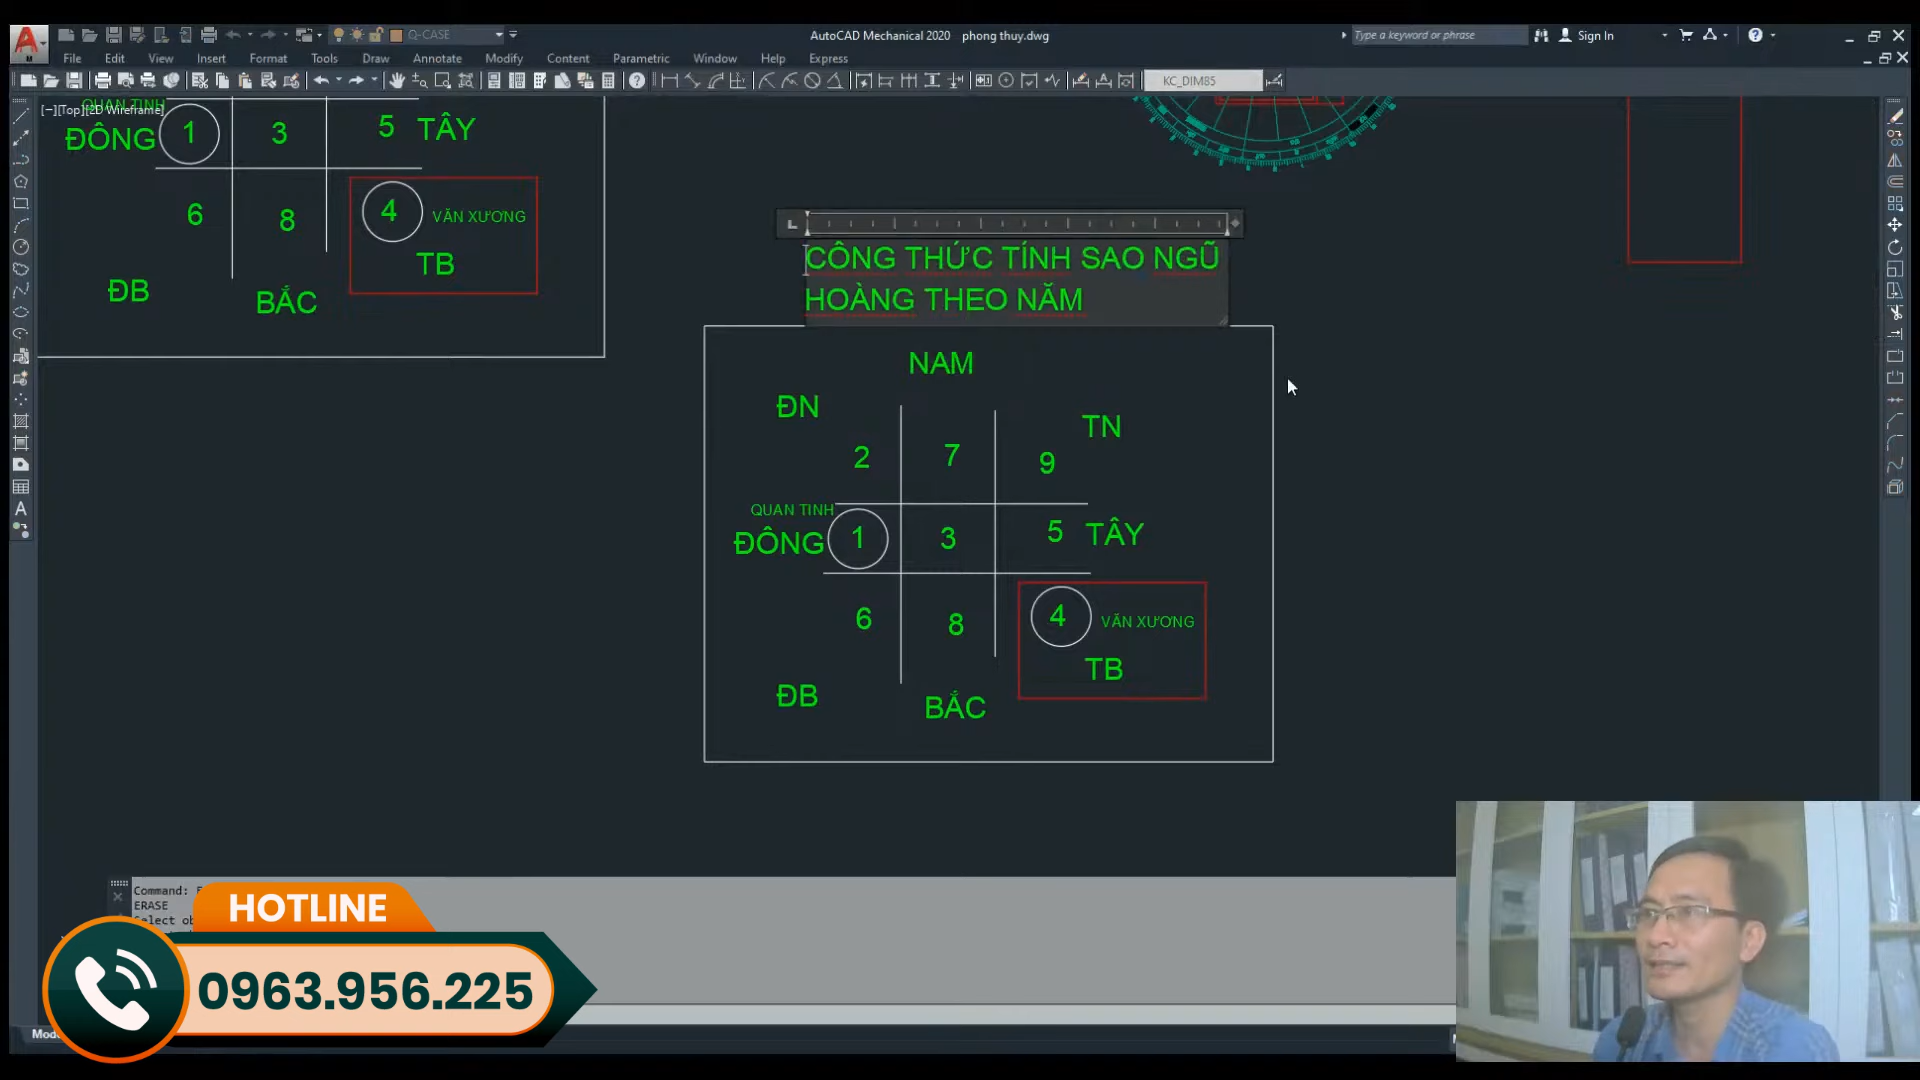 Q-CASE
AutoCAD Mechanical 2020 phong thuy.dwg
Type a keyword or phrase
Sign In
File Edit View Insert Format Tools Draw Annotate Modify Content Parametric Window Help Express
KC_DIM85
[−][Top][2D Wireframe]
QUAN TINH
ĐÔNG 1 3 5 TÂY
6 8 4 VĂN XƯƠNG
TB
ĐB
BẮC
CÔNG THỨC TÍNH SAO NGŨ
HOÀNG THEO NĂM
NAM
ĐN
TN
2 7 9
QUAN TINH
ĐÔNG 1 3 5 TÂY
6 8 4 VĂN XƯƠNG
TB
ĐB
BẮC
Command:
ERASE
Select
HOTLINE
0963.956.225